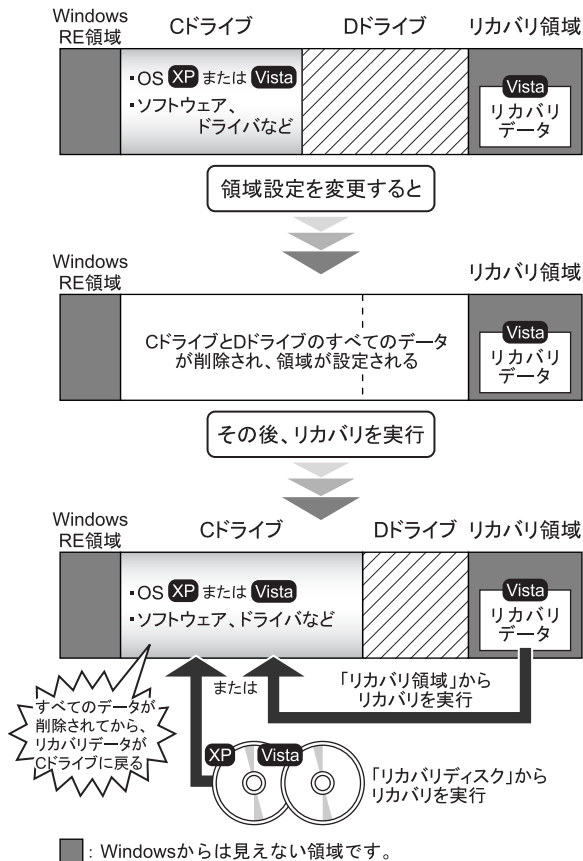 Windows
RE領域
Cドライブ
Dドライブ
リカバリ領域
▪OS XP または Vista
▪ソフトウェア、
ドライバなど
Vista
リカバリ
データ
領域設定を変更すると
Windows
RE領域
リカバリ領域
CドライブとDドライブのすべてのデータ
が削除され、領域が設定される
Vista
リカバリ
データ
その後、リカバリを実行
Windows
RE領域
Cドライブ
Dドライブ
リカバリ領域
▪OS XP または Vista
▪ソフトウェア、ドライバなど
Vista
リカバリ
データ
すべてのデータが
削除されてから、
リカバリデータが
Cドライブに戻る
または
「リカバリ領域」から
リカバリを実行
XP
Vista
「リカバリディスク」から
リカバリを実行
: Windowsからは見えない領域です。